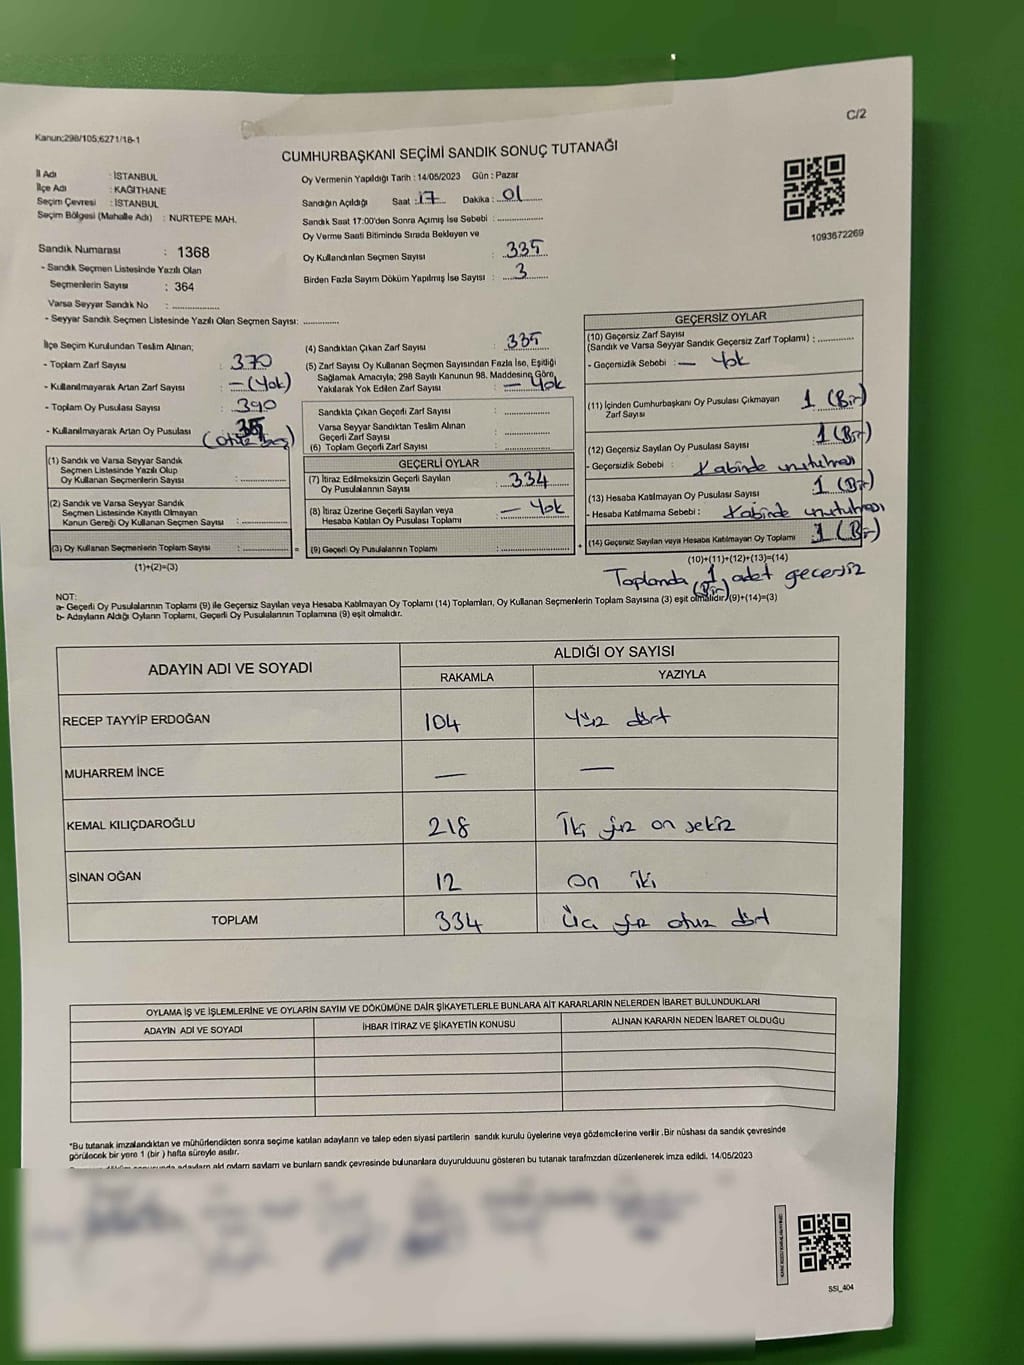 C/2
Kanun:298/105;6271/18-1
CUMHURBAŞKANI SEÇİMİ SANDIK SONUÇ TUTANAĞI
İl Adı : İSTANBUL
İlçe Adı : KAĞITHANE
Seçim Çevresi : İSTANBUL
Seçim Bölgesi (Mahalle Adı) : NURTEPE MAH.
Oy Vermenin Yapıldığı Tarih : 14/05/2023 Gün : Pazar
Sandığın Açıldığı Saat : 17 Dakika : 01
Sandık Saat 17:00'den Sonra Açımış İse Sebebi :
Oy Verme Saati Bitiminde Sırada Bekleyen ve
Oy Kullandırılan Seçmen Sayısı : 335
Birden Fazla Sayım Döküm Yapılmış İse Sayısı : 3
1093672269
Sandık Numarası : 1368
- Sandık Seçmen Listesinde Yazılı Olan
Seçmenlerin Sayısı : 364
Varsa Seyyar Sandık No :
- Seyyar Sandık Seçmen Listesinde Yazılı Olan Seçmen Sayısı:
İlçe Seçim Kurulundan Teslim Alınan;
- Toplam Zarf Sayısı : 370
- Kullanılmayarak Artan Zarf Sayısı : — (Yok)
- Toplam Oy Pusulası Sayısı : 390
- Kullanılmayarak Artan Oy Pusulası :
(1) Sandık ve Varsa Seyyar Sandık
Seçmen Listesinde Yazılı Olup
Oy Kullanan Seçmenlerin Sayısı :
(2) Sandık ve Varsa Seyyar Sandık
Seçmen Listesinde Kayıtlı Olmayan
Kanun Gereği Oy Kullanan Seçmen Sayısı :
(3) Oy Kullanan Seçmenlerin Toplam Sayısı :
(1)+(2)=(3)
(4) Sandıktan Çıkan Zarf Sayısı : 335
(5) Zarf Sayısı Oy Kullanan Seçmen Sayısından Fazla İse, Eşitliği
Sağlamak Amacıyla; 298 Sayılı Kanunun 98. Maddesine Göre,
Yakılarak Yok Edilen Zarf Sayısı : — Yok
Sandıkta Çıkan Geçerli Zarf Sayısı :
Varsa Seyyar Sandıktan Teslim Alınan
Geçerli Zarf Sayısı :
(6) Toplam Geçerli Zarf Sayısı :
GEÇERLİ OYLAR
(7) İtiraz Edilmeksizin Geçerli Sayılan
Oy Pusulalarının Sayısı : 334
(8) İtiraz Üzerine Geçerli Sayılan veya
Hesaba Katılan Oy Pusulası Toplamı : — Yok
(9) Geçerli Oy Pusulalarının Toplamı :
GEÇERSİZ OYLAR
(10) Geçersiz Zarf Sayısı
(Sandık ve Varsa Seyyar Sandık Geçersiz Zarf Toplamı) :
- Geçersizlik Sebebi : — Yok
(11) İçinden Cumhurbaşkanı Oy Pusulası Çıkmayan
Zarf Sayısı : 1 (Bir)
(12) Geçersiz Sayılan Oy Pusulası Sayısı : 1 (Bir)
- Geçersizlik Sebebi : Kabinde unutulması
(13) Hesaba Katılmayan Oy Pusulası Sayısı : 1 (Bir)
- Hesaba Katılmama Sebebi : Kabinde unutulması
(14) Geçersiz Sayılan veya Hesaba Katılmayan Oy Toplamı : 1 (Bir)
(10)+(11)+(12)+(13)=(14)
Toplamda 1 (Bir) adet geçersiz
NOT:
a- Geçerli Oy Pusulalarının Toplamı (9) ile Geçersiz Sayılan veya Hesaba Katılmayan Oy Toplamı (14) Toplamları, Oy Kullanan Seçmenlerin Toplam Sayısına (3) eşit olmalıdır.(9)+(14)=(3)
b- Adayların Aldığı Oyların Toplamı, Geçerli Oy Pusulalarının Toplamına (9) eşit olmalıdır.
ADAYIN ADI VE SOYADI ALDIĞI OY SAYISI
RAKAMLA YAZIYLA
RECEP TAYYİP ERDOĞAN 104 Yüz dört
MUHARREM İNCE — —
KEMAL KILIÇDAROĞLU 218 İki yüz on sekiz
SİNAN OĞAN 12 On iki
TOPLAM 334 Üç yüz otuz dört
OYLAMA İŞ VE İŞLEMLERİNE VE OYLARIN SAYIM VE DÖKÜMÜNE DAİR ŞİKAYETLERLE BUNLARA AİT KARARLARIN NELERDEN İBARET BULUNDUKLARI
ADAYIN ADI VE SOYADI İHBAR İTİRAZ VE ŞİKAYETİN KONUSU ALINAN KARARIN NEDEN İBARET OLDUĞU
*Bu tutanak imzalandıktan ve mühürlendikten sonra seçime katılan adayların ve talep eden siyasi partilerin sandık kurulu üyelerine veya gözlemcilerine verilir.Bir nüshası da sandık çevresinde
görülecek bir yere 1 (bir ) hafta süreyle asılır.
adayların aldı oyların sayıların ve bunların sandık çevresinde bulunanlara duyurulduunu gösteren bu tutanak tarafımızdan düzenlenerek imza edildi. 14/05/2023
SSİ_404